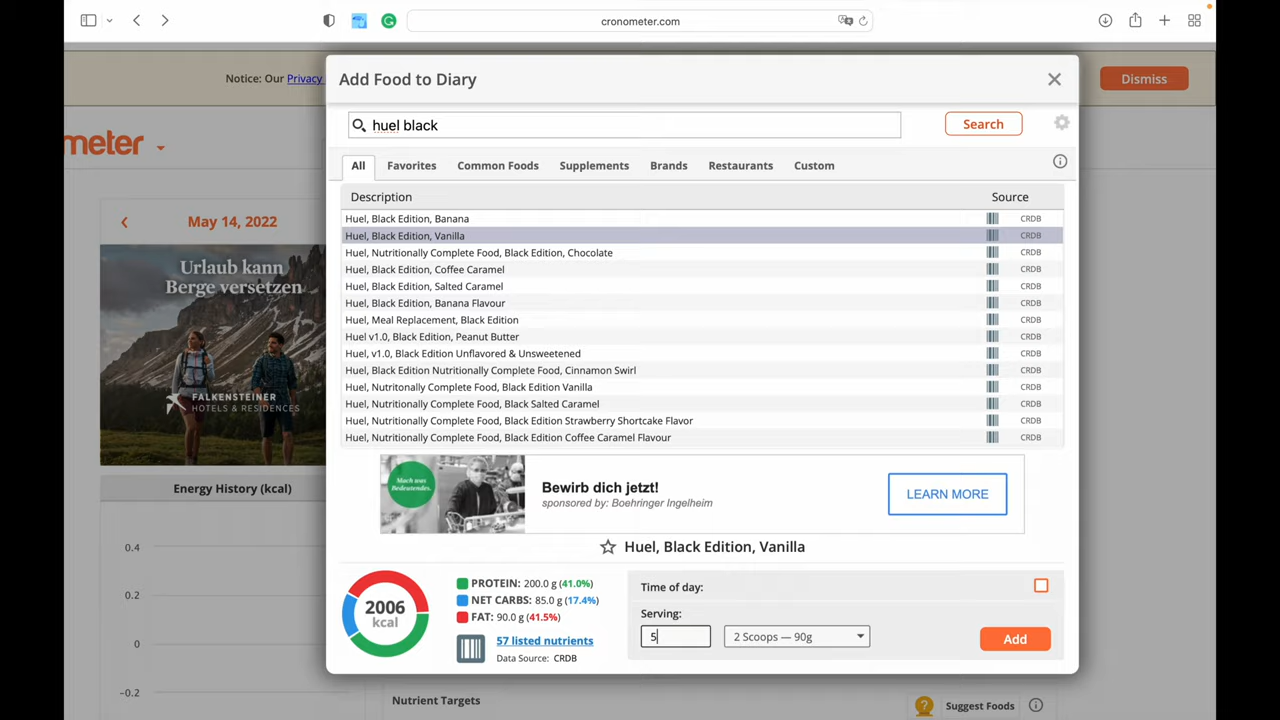 cronometer.com
Notice: Our Privacy
Add Food to Diary
Dismiss
huel black
Search
meter
All Favorites Common Foods Supplements Brands Restaurants Custom
Description Source
May 14, 2022
Huel, Black Edition, Banana CRDB
Huel, Black Edition, Vanilla CRDB
Huel, Nutritionally Complete Food, Black Edition, Chocolate CRDB
Huel, Black Edition, Coffee Caramel CRDB
Huel, Black Edition, Salted Caramel CRDB
Huel, Black Edition, Banana Flavour CRDB
Huel, Meal Replacement, Black Edition CRDB
Huel v1.0, Black Edition, Peanut Butter CRDB
Huel, v1.0, Black Edition Unflavored & Unsweetened CRDB
Huel, Black Edition Nutritionally Complete Food, Cinnamon Swirl CRDB
Huel, Nutritonally Complete Food, Black Edition Vanilla CRDB
Huel, Nutritionally Complete Food, Black Salted Caramel CRDB
Huel, Nutritionally Complete Food, Black Edition Strawberry Shortcake Flavor CRDB
Huel, Nutritionally Complete Food, Black Edition Coffee Caramel Flavour CRDB
Urlaub kann
Berge versetzen
FALKENSTEINER
HOTELS & RESIDENCES
Energy History (kcal)
0.4
0.2
0
-0.2
Mach was
Bedeutendes.
Bewirb dich jetzt!
sponsored by: Boehringer Ingelheim
LEARN MORE
Huel, Black Edition, Vanilla
2006
kcal
PROTEIN: 200.0 g (41.0%)
NET CARBS: 85.0 g (17.4%)
FAT: 90.0 g (41.5%)
57 listed nutrients
Data Source: CRDB
Time of day:
Serving:
5 2 Scoops — 90g
Add
Nutrient Targets
Suggest Foods